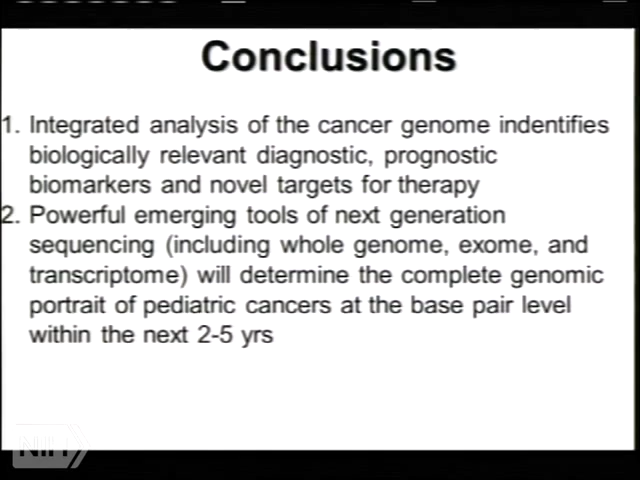 Conclusions
1. Integrated analysis of the cancer genome indentifies
biologically relevant diagnostic, prognostic
biomarkers and novel targets for therapy
2. Powerful emerging tools of next generation
sequencing (including whole genome, exome, and
transcriptome) will determine the complete genomic
portrait of pediatric cancers at the base pair level
within the next 2-5 yrs
NIH